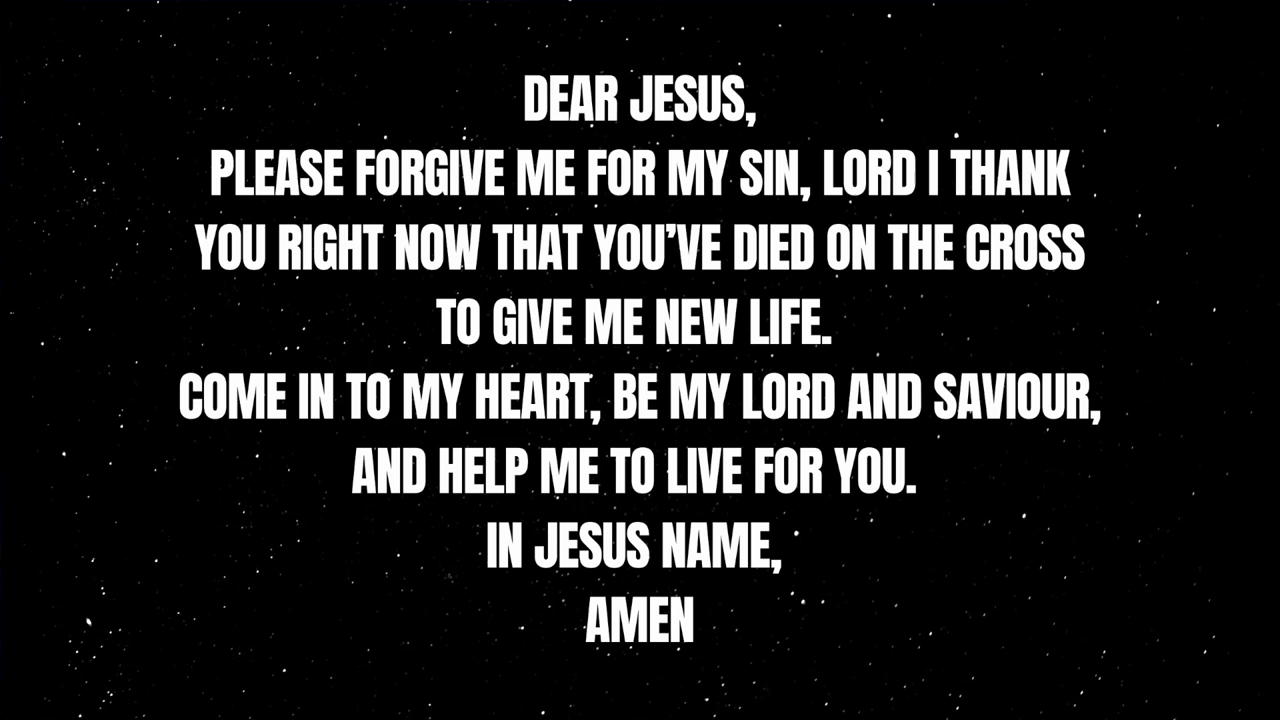 DEAR JESUS,
PLEASE FORGIVE ME FOR MY SIN, LORD I THANK
YOU RIGHT NOW THAT YOU’VE DIED ON THE CROSS
TO GIVE ME NEW LIFE.
COME IN TO MY HEART, BE MY LORD AND SAVIOUR,
AND HELP ME TO LIVE FOR YOU.
IN JESUS NAME,
AMEN